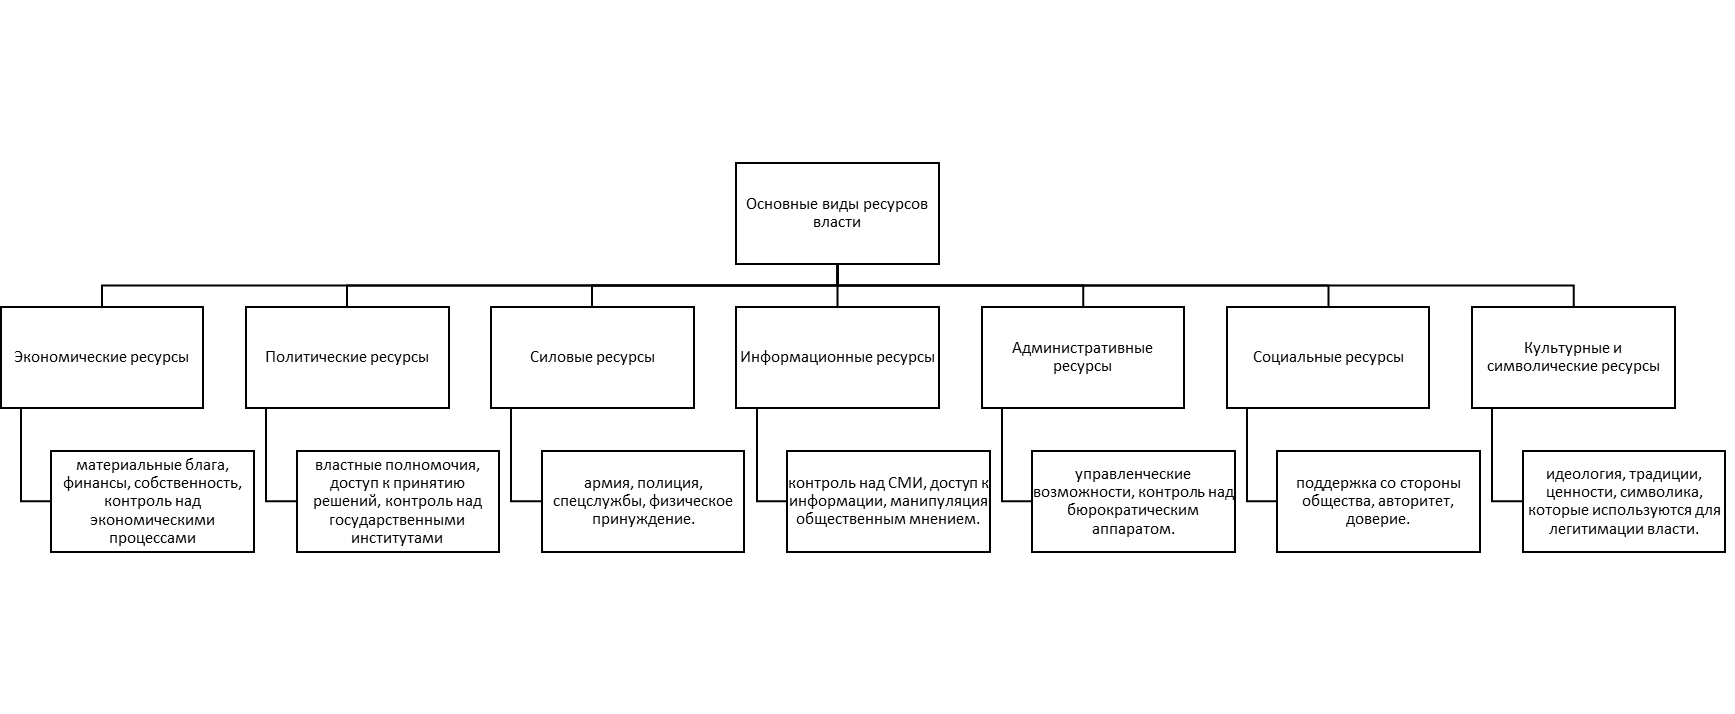 Основные виды ресурсов
власти
Экономические ресурсы
материальные блага,
финансы, собственность,
контроль над
экономическими
процессами
Политические ресурсы
властные полномочия,
доступ к принятию
решений, контроль над
государственными
институтами
Силовые ресурсы
армия, полиция,
спецслужбы, физическое
принуждение.
Информационные ресурсы
контроль над СМИ, доступ к
информации, манипуляция
общественным мнением.
Административные
ресурсы
управленческие
возможности, контроль над
бюрократическим
аппаратом.
Социальные ресурсы
поддержка со стороны
общества, авторитет,
доверие.
Культурные и
символические ресурсы
идеология, традиции,
ценности, символика,
которые используются для
легитимации власти.